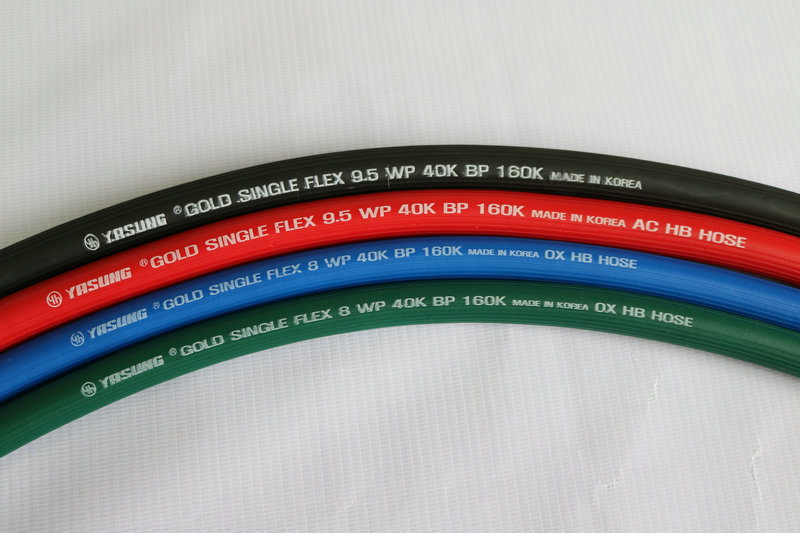 YASUNG ® GOLD SINGLE FLEX 9.5 WP 40K BP 160K MADE IN KOREA
YASUNG ® GOLD SINGLE FLEX 9.5 WP 40K BP 160K MADE IN KOREA AC HB HOSE
YASUNG ® GOLD SINGLE FLEX 8 WP 40K BP 160K MADE IN KOREA OX HB HOSE
YASUNG ® GOLD SINGLE FLEX 8 WP 40K BP 160K MADE IN KOREA OX HB HOSE